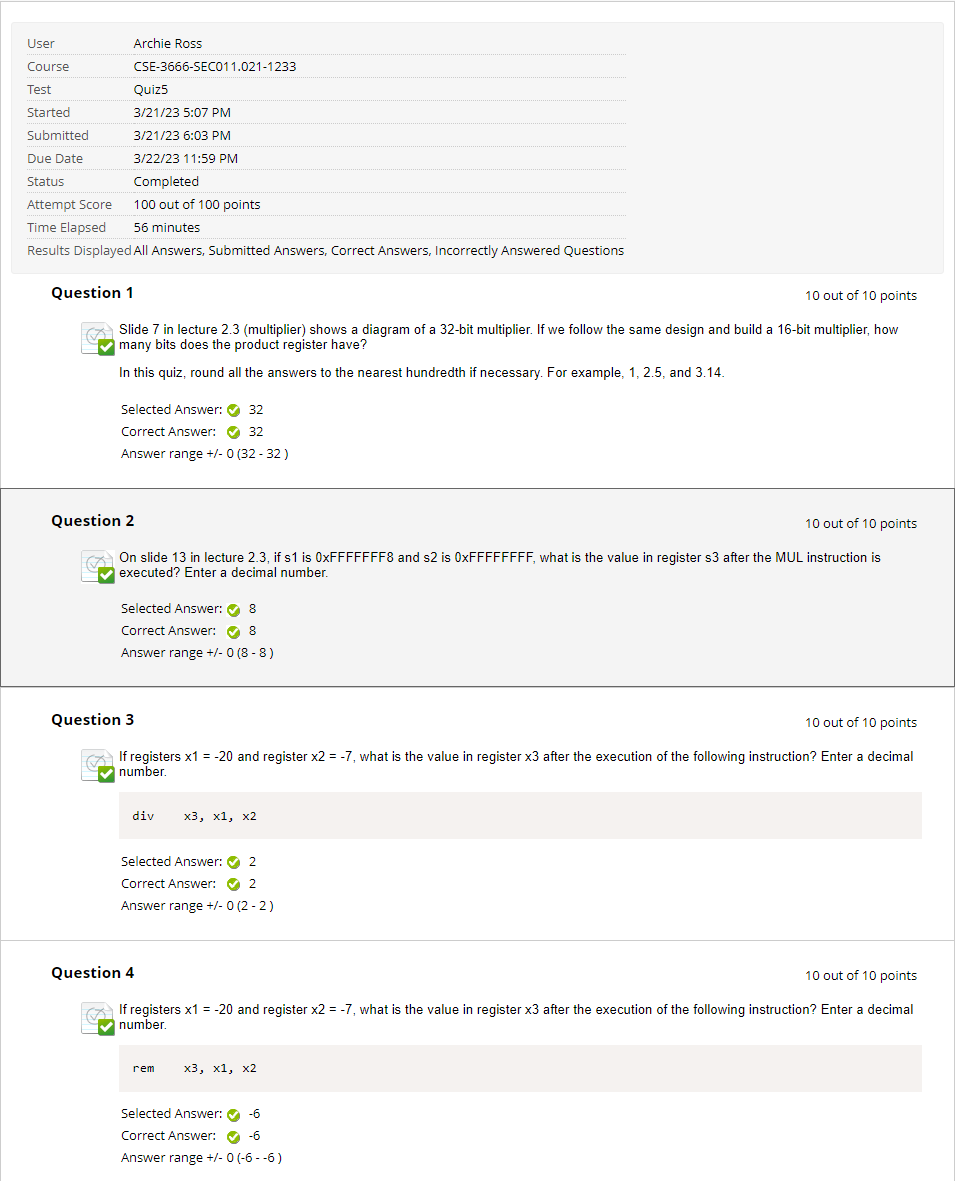 User Archie Ross
Course CSE-3666-SEC011.021-1233
Test Quiz5
Started 3/21/23 5:07 PM
Submitted 3/21/23 6:03 PM
Due Date 3/22/23 11:59 PM
Status Completed
Attempt Score 100 out of 100 points
Time Elapsed 56 minutes
Results Displayed All Answers, Submitted Answers, Correct Answers, Incorrectly Answered Questions
Question 1
10 out of 10 points
Slide 7 in lecture 2.3 (multiplier) shows a diagram of a 32-bit multiplier. If we follow the same design and build a 16-bit multiplier, how
many bits does the product register have?
In this quiz, round all the answers to the nearest hundredth if necessary. For example, 1, 2.5, and 3.14.
Selected Answer: 32
Correct Answer: 32
Answer range +/- 0 (32 - 32 )
Question 2
10 out of 10 points
On slide 13 in lecture 2.3, if s1 is 0xFFFFFFF8 and s2 is 0xFFFFFFFF, what is the value in register s3 after the MUL instruction is
executed? Enter a decimal number.
Selected Answer: 8
Correct Answer: 8
Answer range +/- 0 (8 - 8 )
Question 3
10 out of 10 points
If registers x1 = -20 and register x2 = -7, what is the value in register x3 after the execution of the following instruction? Enter a decimal
number.
div x3, x1, x2
Selected Answer: 2
Correct Answer: 2
Answer range +/- 0 (2 - 2 )
Question 4
10 out of 10 points
If registers x1 = -20 and register x2 = -7, what is the value in register x3 after the execution of the following instruction? Enter a decimal
number.
rem x3, x1, x2
Selected Answer: -6
Correct Answer: -6
Answer range +/- 0 (-6 - -6 )